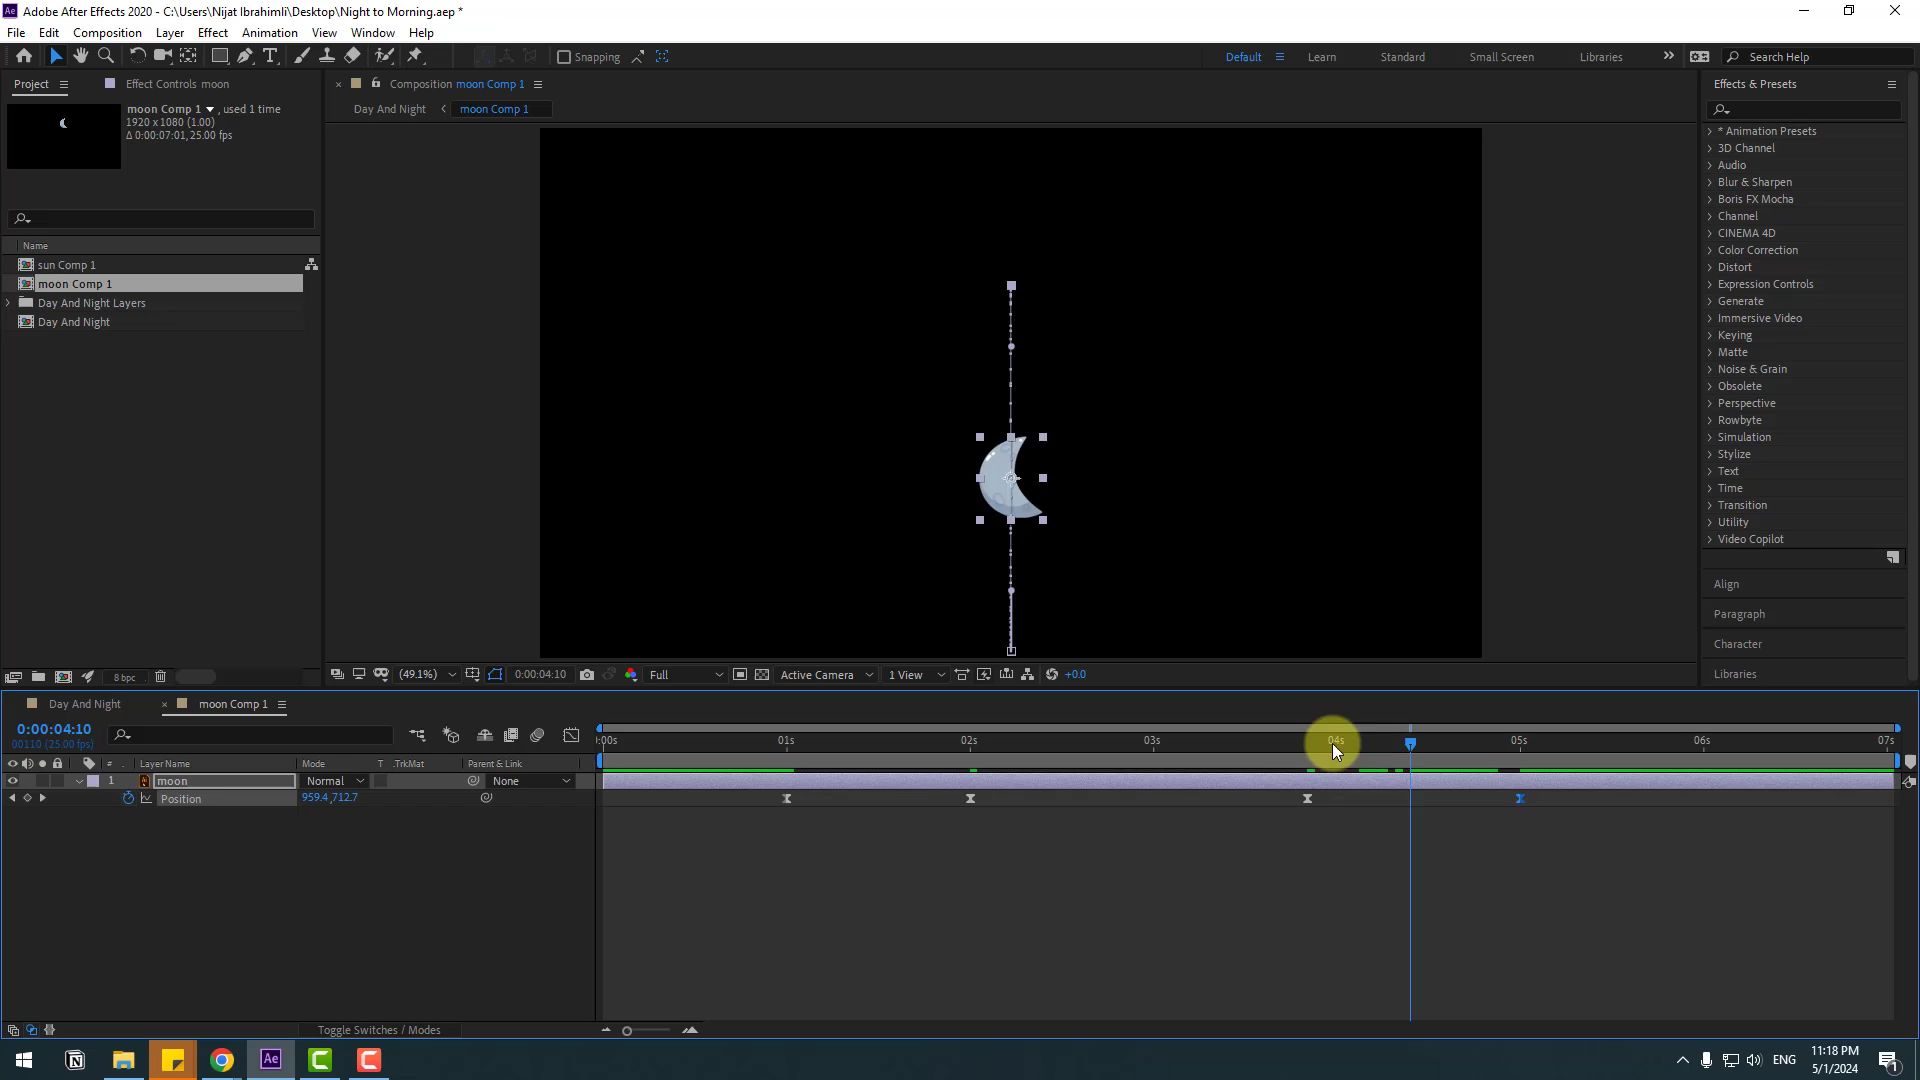 Adobe After Effects 2020 - C:\Users\Nijat Ibrahimli\Desktop\Night to Morning.aep *
File Edit Composition Layer Effect Animation View Window Help
Snapping Default Learn Standard Small Screen Libraries Search Help
Project Effect Controls moon
Composition moon Comp 1
Effects & Presets
moon Comp 1 , used 1 time
1920 x 1080 (1.00)
Δ 0:00:07:01, 25.00 fps
Day And Night moon Comp 1
Name
sun Comp 1
moon Comp 1
Day And Night Layers
Day And Night
* Animation Presets
3D Channel
Audio
Blur & Sharpen
Boris FX Mocha
Channel
CINEMA 4D
Color Correction
Distort
Expression Controls
Generate
Immersive Video
Keying
Matte
Noise & Grain
Obsolete
Perspective
Rowbyte
Simulation
Stylize
Text
Time
Transition
Utility
Video Copilot
Align
Paragraph
Character
Libraries
8 bpc
(49.1%) 0:00:04:10 Full Active Camera 1 View +0.0
Day And Night moon Comp 1
0:00:04:10
00110 (25.00 fps)
:00s 01s 02s 03s 04s 05s 06s 07s
# Layer Name Mode T .TrkMat Parent & Link
1 moon Normal None
Position 959.4,712.7
Toggle Switches / Modes
Ae
ENG
11:18 PM
5/1/2024
1